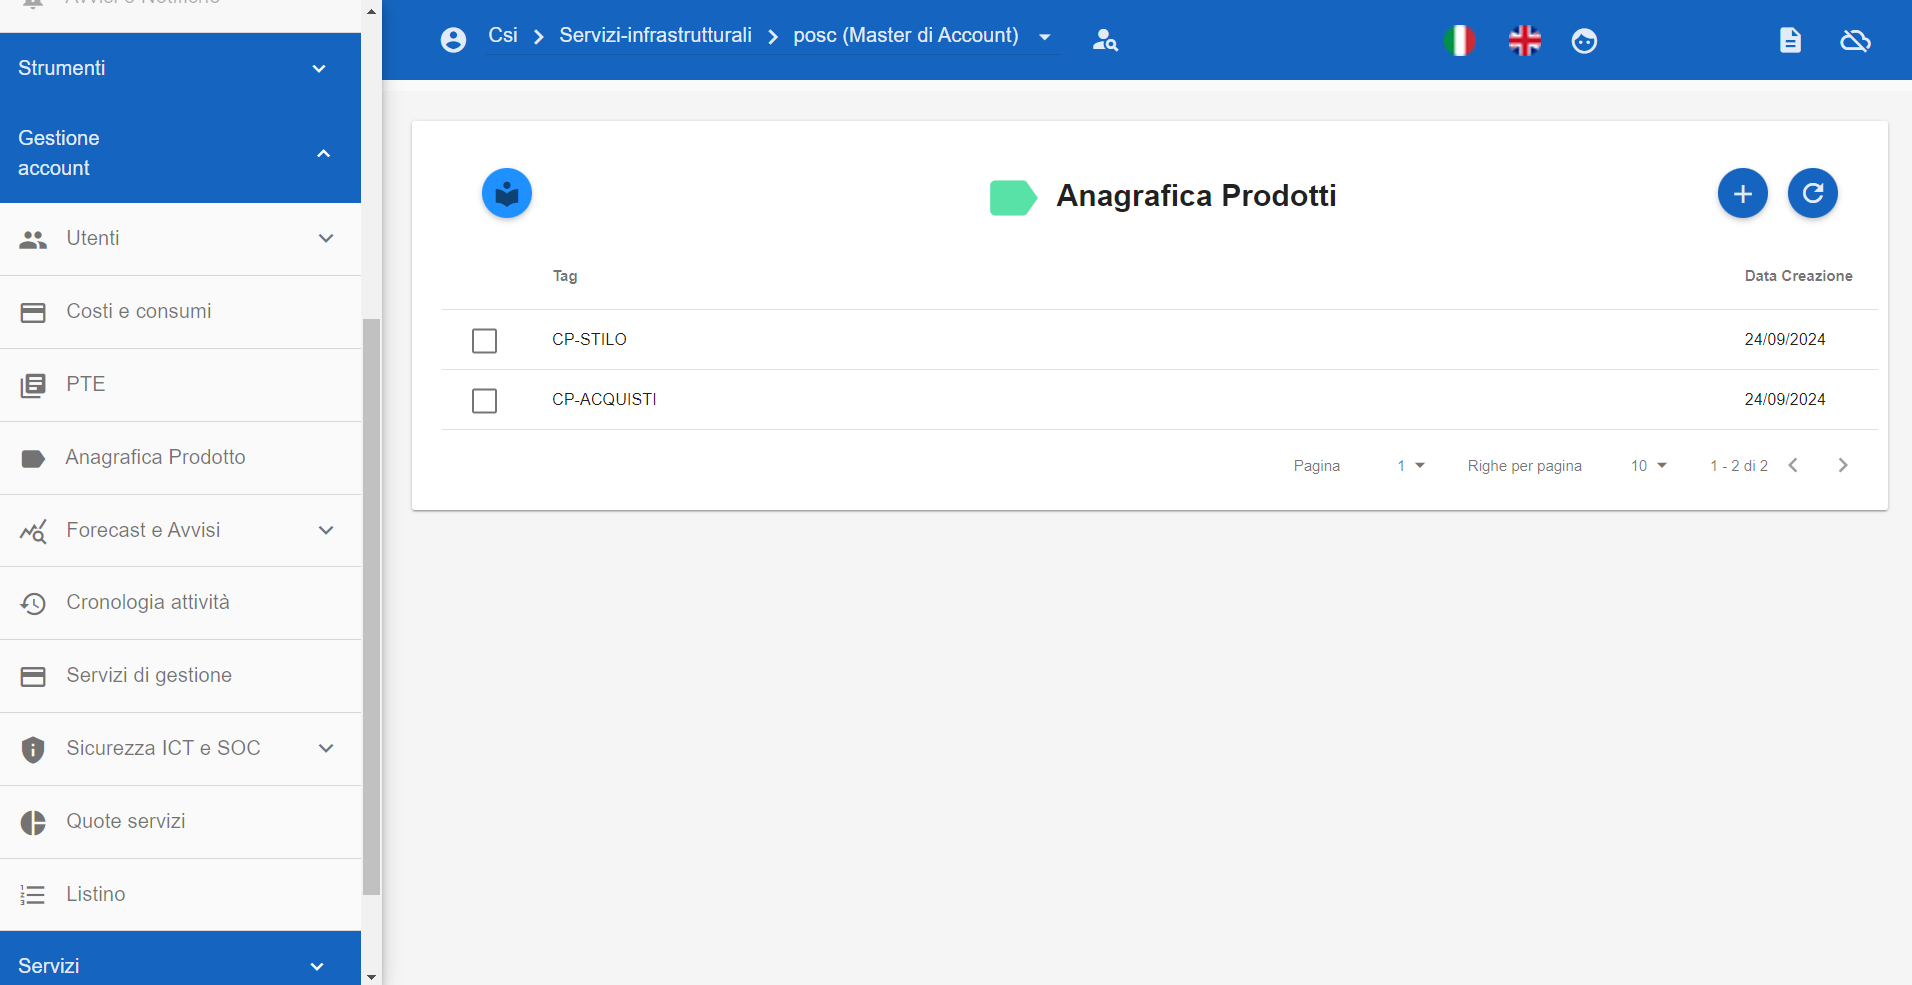 Avvisi e Notifiche
Strumenti
Gestione
account
Utenti
Costi e consumi
PTE
Anagrafica Prodotto
Forecast e Avvisi
Cronologia attività
Servizi di gestione
Sicurezza ICT e SOC
Quote servizi
Listino
Servizi
Csi > Servizi-infrastrutturali > posc (Master di Account)
Anagrafica Prodotti
Tag Data Creazione
CP-STILO 24/09/2024
CP-ACQUISTI 24/09/2024
Pagina 1 Righe per pagina 10 1 - 2 di 2